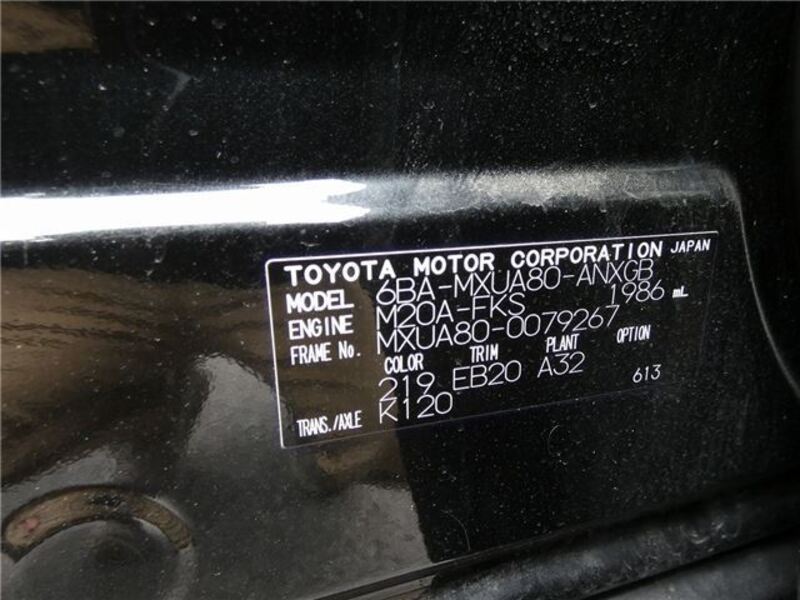 TOYOTA MOTOR CORPORATION JAPAN
MODEL 6BA-MXUA80-ANXGB
ENGINE M20A-FKS 1986 mL
FRAME No. MXUA80-0079267
COLOR TRIM PLANT OPTION
219 EB20 A32 613
TRANS./AXLE K120